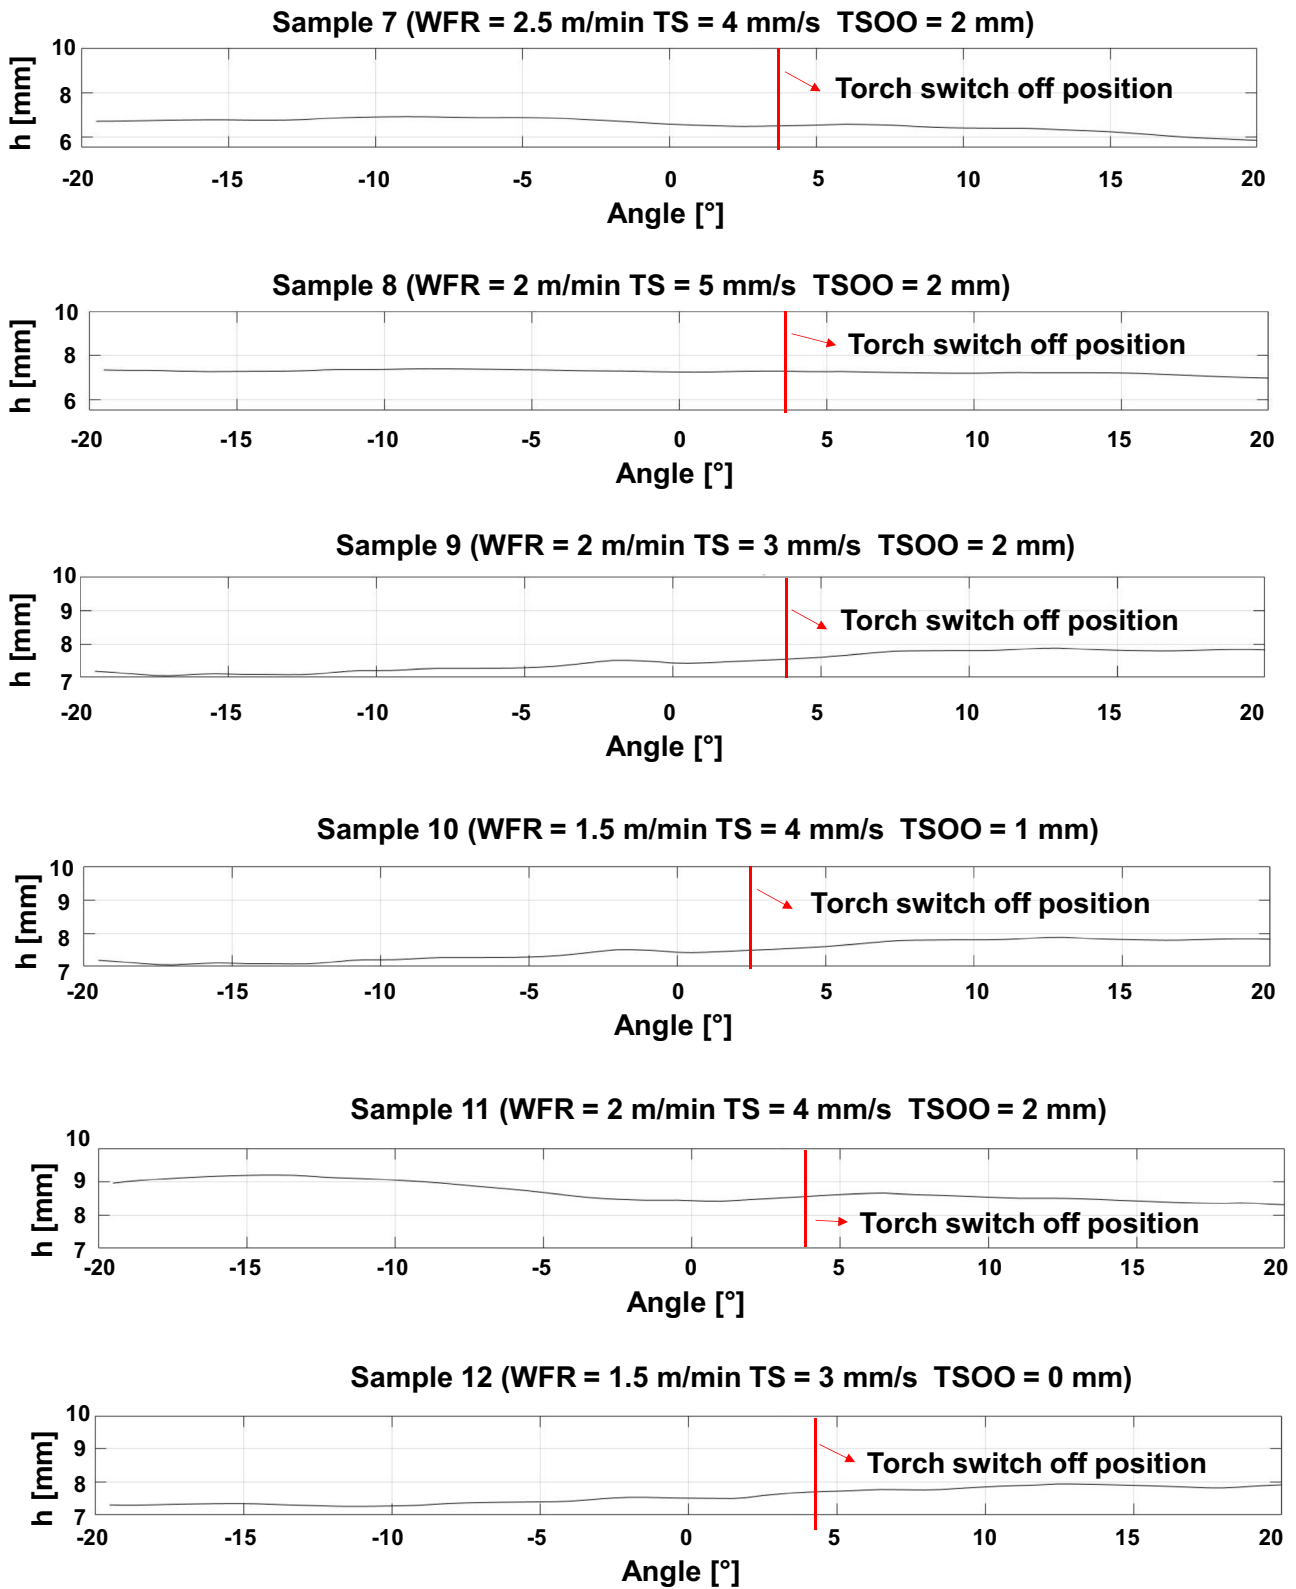 Sample 7 (WFR = 2.5 m/min TS = 4 mm/s  TSOO = 2 mm)
10
8
6
h [mm]
Torch switch off position
-20 -15 -10 -5 0 5 10 15 20
Angle [°]
Sample 8 (WFR = 2 m/min TS = 5 mm/s  TSOO = 2 mm)
10
8
6
h [mm]
Torch switch off position
-20 -15 -10 -5 0 5 10 15 20
Angle [°]
Sample 9 (WFR = 2 m/min TS = 3 mm/s  TSOO = 2 mm)
10
9
8
7
h [mm]
Torch switch off position
-20 -15 -10 -5 0 5 10 15 20
Angle [°]
Sample 10 (WFR = 1.5 m/min TS = 4 mm/s  TSOO = 1 mm)
10
9
8
7
h [mm]
Torch switch off position
-20 -15 -10 -5 0 5 10 15 20
Angle [°]
Sample 11 (WFR = 2 m/min TS = 4 mm/s  TSOO = 2 mm)
10
9
8
7
h [mm]
Torch switch off position
-20 -15 -10 -5 0 5 10 15 20
Angle [°]
Sample 12 (WFR = 1.5 m/min TS = 3 mm/s  TSOO = 0 mm)
10
9
8
7
h [mm]
Torch switch off position
-20 -15 -10 -5 0 5 10 15 20
Angle [°]